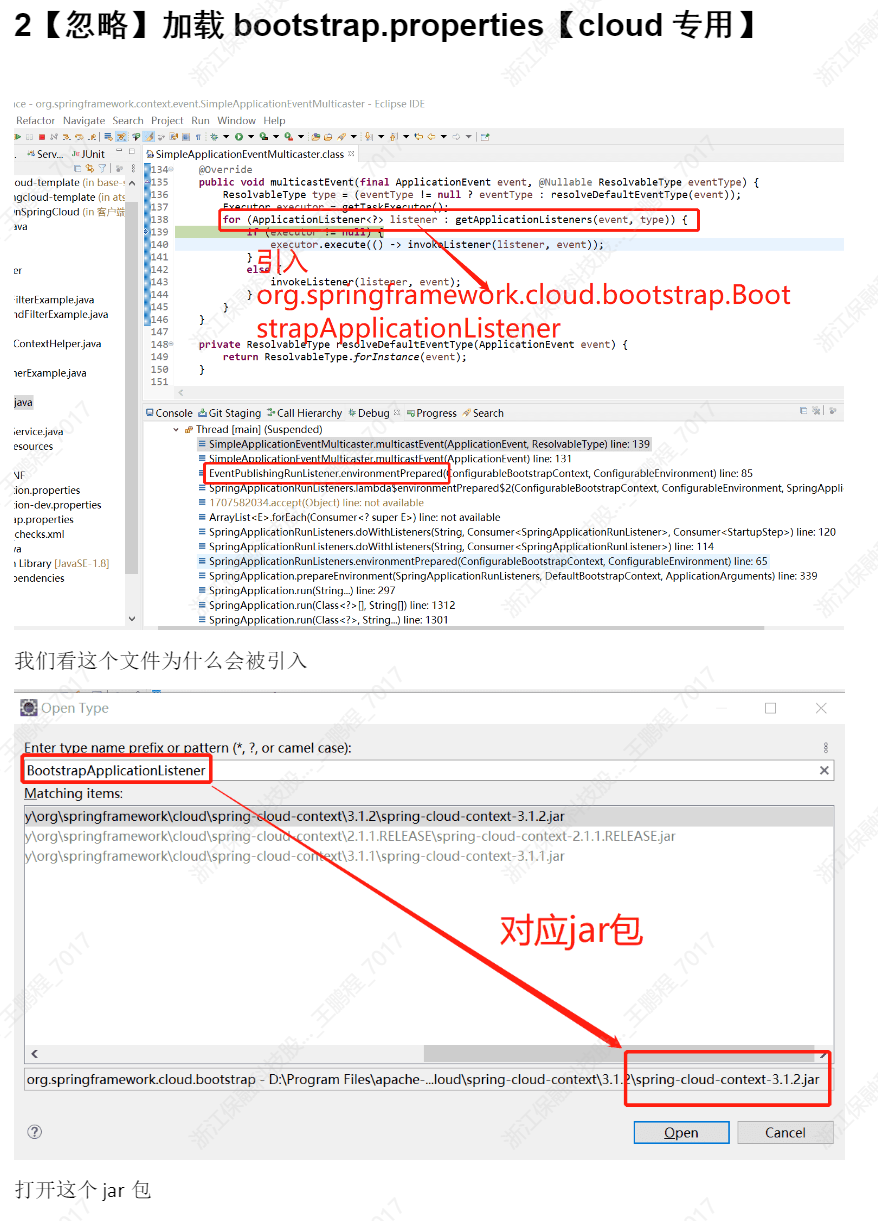 2【忽略】加载 bootstrap.properties【cloud 专用】
nce - org.springframework.context.event.SimpleApplicationEventMulticaster - Eclipse IDE
Refactor Navigate Search Project Run Window Help
Serv... JUnit
SimpleApplicationEventMulticaster.class
oud-template (in base-s
ngcloud-template (in ats
nSpringCloud (in 客户端
ava
er
ilterExample.java
ndFilterExample.java
ContextHelper.java
nerExample.java
java
ervice.java
esources
NF
tion.properties
tion-dev.properties
ap.properties
checks.xml
va
n Library [JavaSE-1.8]
pendencies
134 @Override
135 public void multicastEvent(final ApplicationEvent event, @Nullable ResolvableType eventType) {
136 ResolvableType type = (eventType != null ? eventType : resolveDefaultEventType(event));
137 Executor executor = getTaskExecutor();
138 for (ApplicationListener<?> listener : getApplicationListeners(event, type)) {
139 if (executor != null) {
140 executor.execute(() -> invokeListener(listener, event));
141 }
142 else {
143 invokeListener(listener, event);
144 }
145 }
146 }
147
148 private ResolvableType resolveDefaultEventType(ApplicationEvent event) {
149 return ResolvableType.forInstance(event);
150 }
151
引入
org.springframework.cloud.bootstrap.Boot
strapApplicationListener
Console Git Staging Call Hierarchy Debug Progress Search
Thread [main] (Suspended)
SimpleApplicationEventMulticaster.multicastEvent(ApplicationEvent, ResolvableType) line: 139
SimpleApplicationEventMulticaster.multicastEvent(ApplicationEvent) line: 131
EventPublishingRunListener.environmentPrepared(ConfigurableBootstrapContext, ConfigurableEnvironment) line: 85
SpringApplicationRunListeners.lambda$environmentPrepared$2(ConfigurableBootstrapContext, ConfigurableEnvironment, SpringAppli
1707582034.accept(Object) line: not available
ArrayList<E>.forEach(Consumer<? super E>) line: not available
SpringApplicationRunListeners.doWithListeners(String, Consumer<SpringApplicationRunListener>, Consumer<StartupStep>) line: 120
SpringApplicationRunListeners.doWithListeners(String, Consumer<SpringApplicationRunListener>) line: 114
SpringApplicationRunListeners.environmentPrepared(ConfigurableBootstrapContext, ConfigurableEnvironment) line: 65
SpringApplication.prepareEnvironment(SpringApplicationRunListeners, DefaultBootstrapContext, ApplicationArguments) line: 339
SpringApplication.run(String...) line: 297
SpringApplication.run(Class<?>[], String[]) line: 1312
SpringApplication.run(Class<?>, String...) line: 1301
我们看这个文件为什么会被引入
Open Type
Enter type name prefix or pattern (*, ?, or camel case):
BootstrapApplicationListener
Matching items:
y\org\springframework\cloud\spring-cloud-context\3.1.2\spring-cloud-context-3.1.2.jar
y\org\springframework\cloud\spring-cloud-context\2.1.1.RELEASE\spring-cloud-context-2.1.1.RELEASE.jar
y\org\springframework\cloud\spring-cloud-context\3.1.1\spring-cloud-context-3.1.1.jar
对应jar包
org.springframework.cloud.bootstrap - D:\Program Files\apache-...loud\spring-cloud-context\3.1.2\spring-cloud-context-3.1.2.jar
Open Cancel
打开这个 jar 包